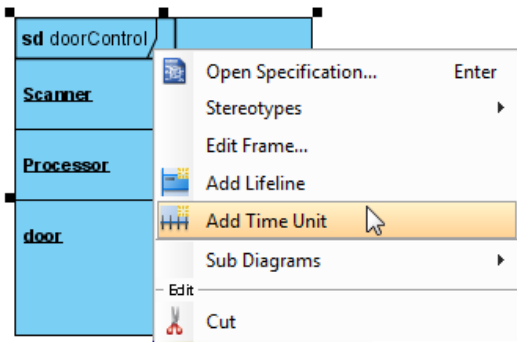 sd doorControl
Scanner
Processor
door
Open Specification... Enter
Stereotypes
Edit Frame...
Add Lifeline
Add Time Unit
Sub Diagrams
Edit
Cut